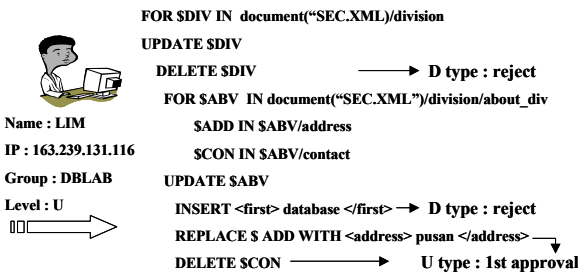 FOR $DIV IN document(“SEC.XML)/division
UPDATE $DIV
DELETE $DIV D type : reject
FOR $ABV IN document(“SEC.XML”)/division/about_div
Name : LIM
$ADD IN $ABV/address
IP : 163.239.131.116
$CON IN $ABV/contact
Group : DBLAB
UPDATE $ABV
Level : U
INSERT <first> database </first> D type : reject
REPLACE $ ADD WITH <address> pusan </address>
DELETE $CON U type : 1st approval